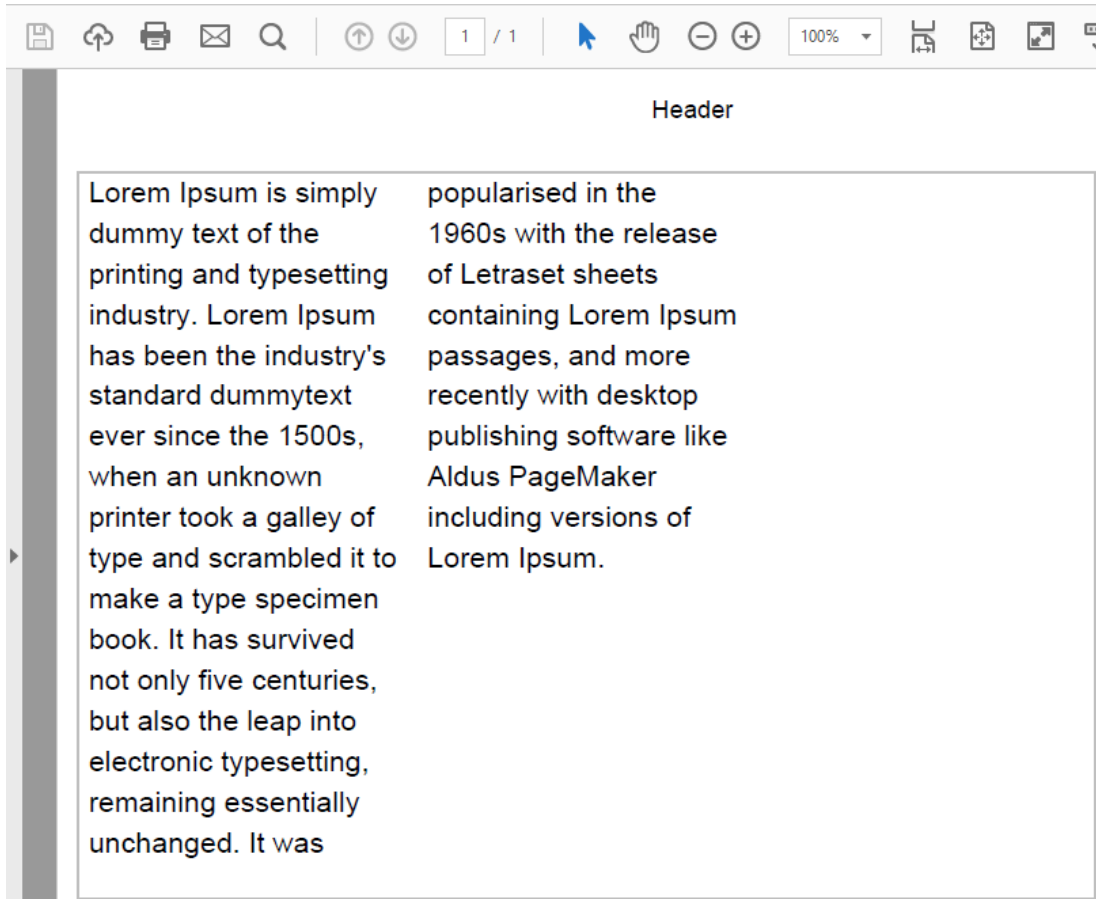 1 / 1
100%
Header
Lorem Ipsum is simply
dummy text of the
printing and typesetting
industry. Lorem Ipsum
has been the industry's
standard dummytext
ever since the 1500s,
when an unknown
printer took a galley of
type and scrambled it to
make a type specimen
book. It has survived
not only five centuries,
but also the leap into
electronic typesetting,
remaining essentially
unchanged. It was
popularised in the
1960s with the release
of Letraset sheets
containing Lorem Ipsum
passages, and more
recently with desktop
publishing software like
Aldus PageMaker
including versions of
Lorem Ipsum.